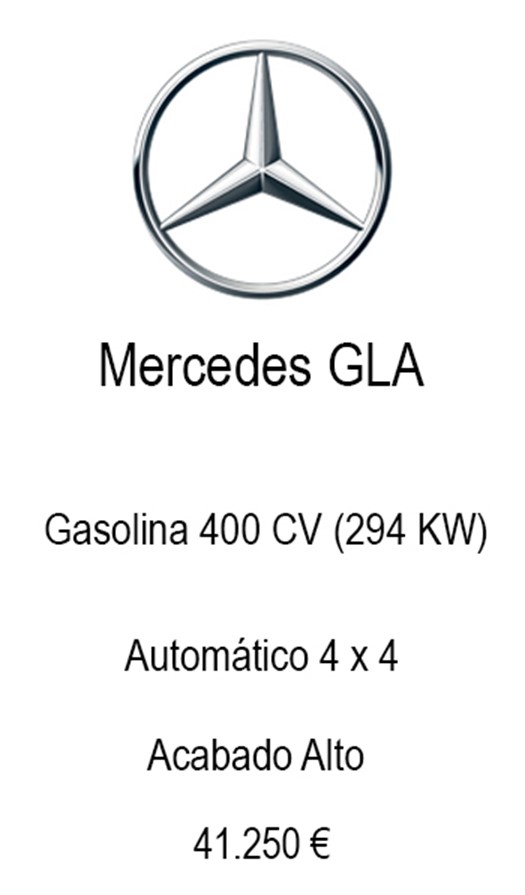 Mercedes GLA
Gasolina 400 CV (294 KW)
Automático 4 x 4
Acabado Alto
41.250 €